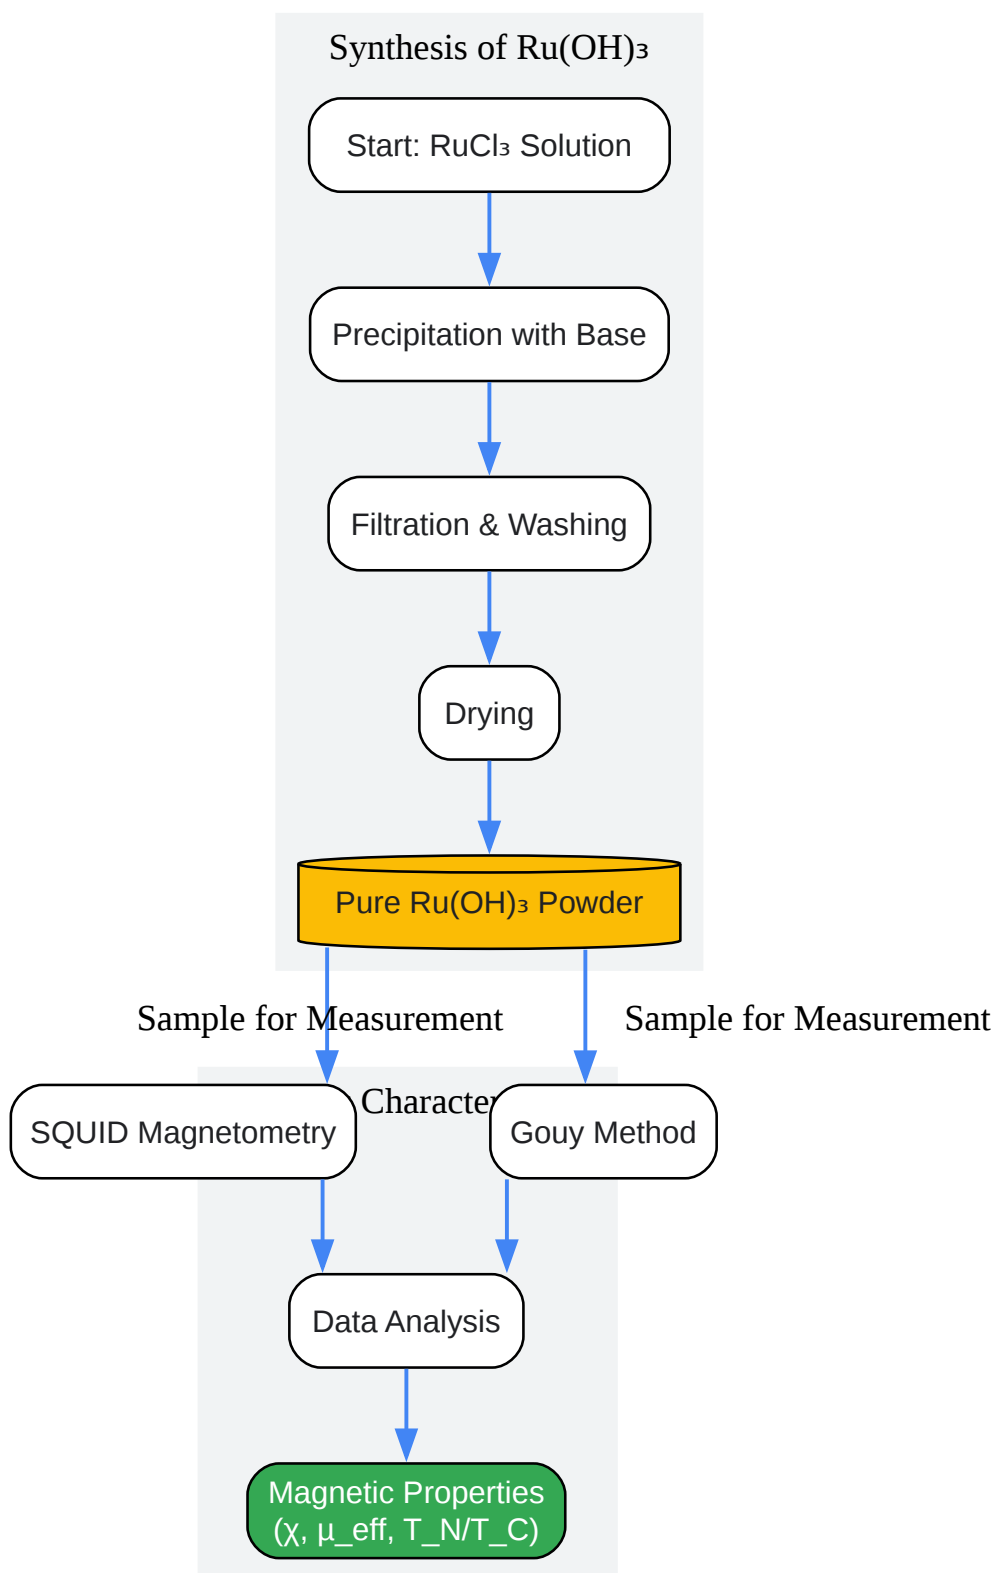 Synthesis of Ru(OH)₃
Start: RuCl₃ Solution
Precipitation with Base
Filtration & Washing
Drying
Pure Ru(OH)₃ Powder
Sample for Measurement
Sample for Measurement
SQUID Magnetometry
Gouy Method
Data Analysis
Magnetic Properties
(χ, μ_eff, T_N/T_C)